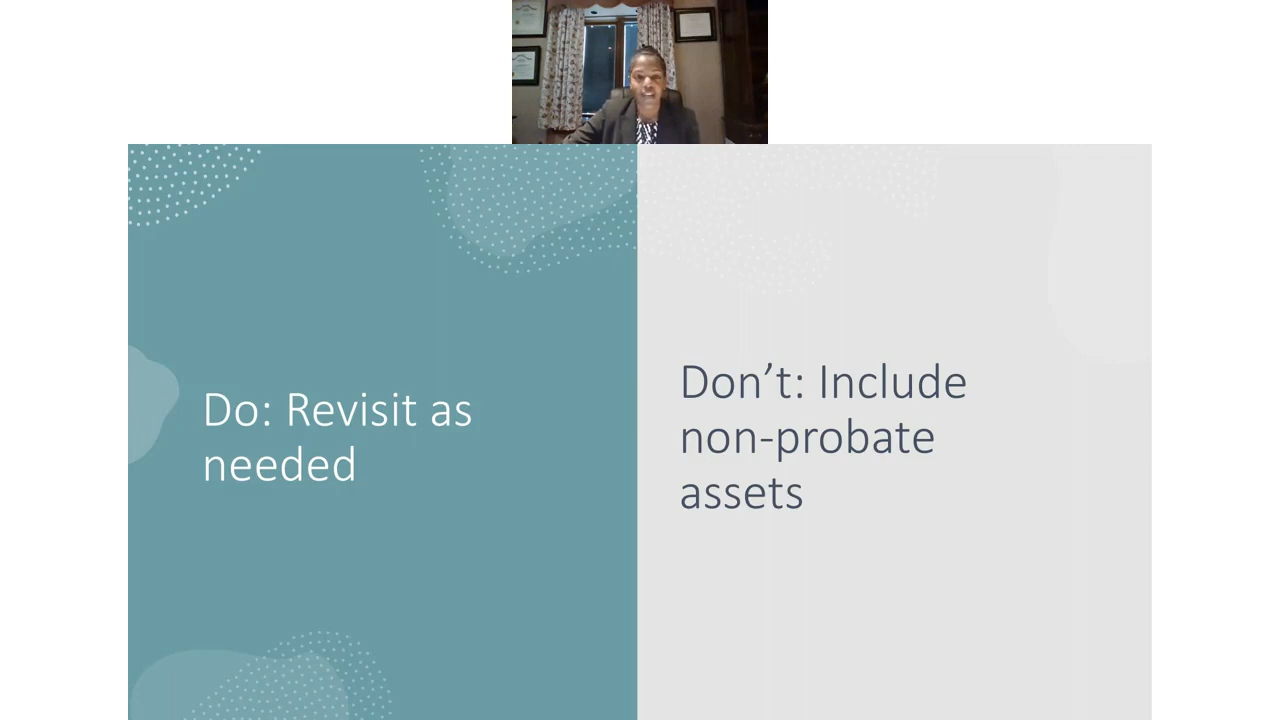 Do: Revisit as
needed
Don’t: Include
non-probate
assets